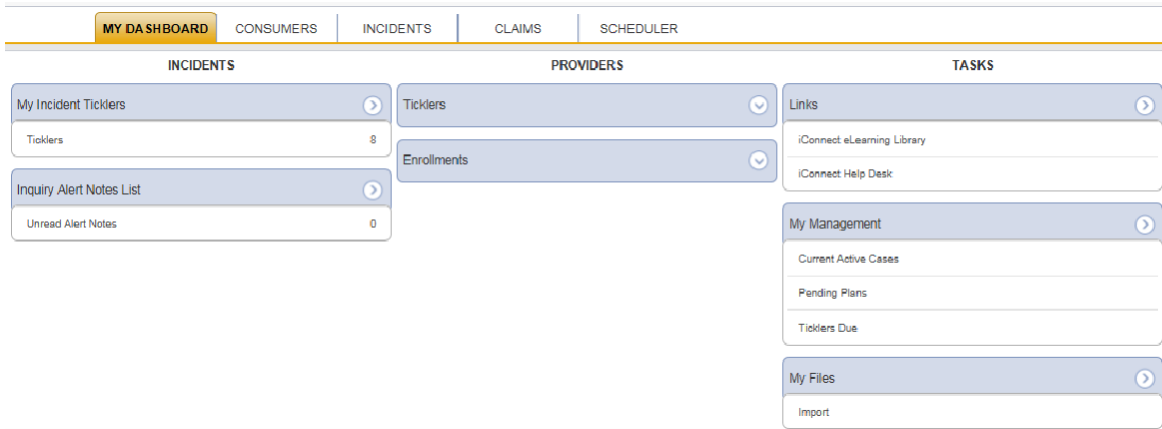 MY DASHBOARD CONSUMERS INCIDENTS CLAIMS SCHEDULER
INCIDENTS
My Incident Ticklers
Ticklers 8
Inquiry Alert Notes List
Unread Alert Notes 0
PROVIDERS
Ticklers
Enrollments
TASKS
Links
iConnect eLearning Library
iConnect Help Desk
My Management
Current Active Cases
Pending Plans
Ticklers Due
My Files
Import